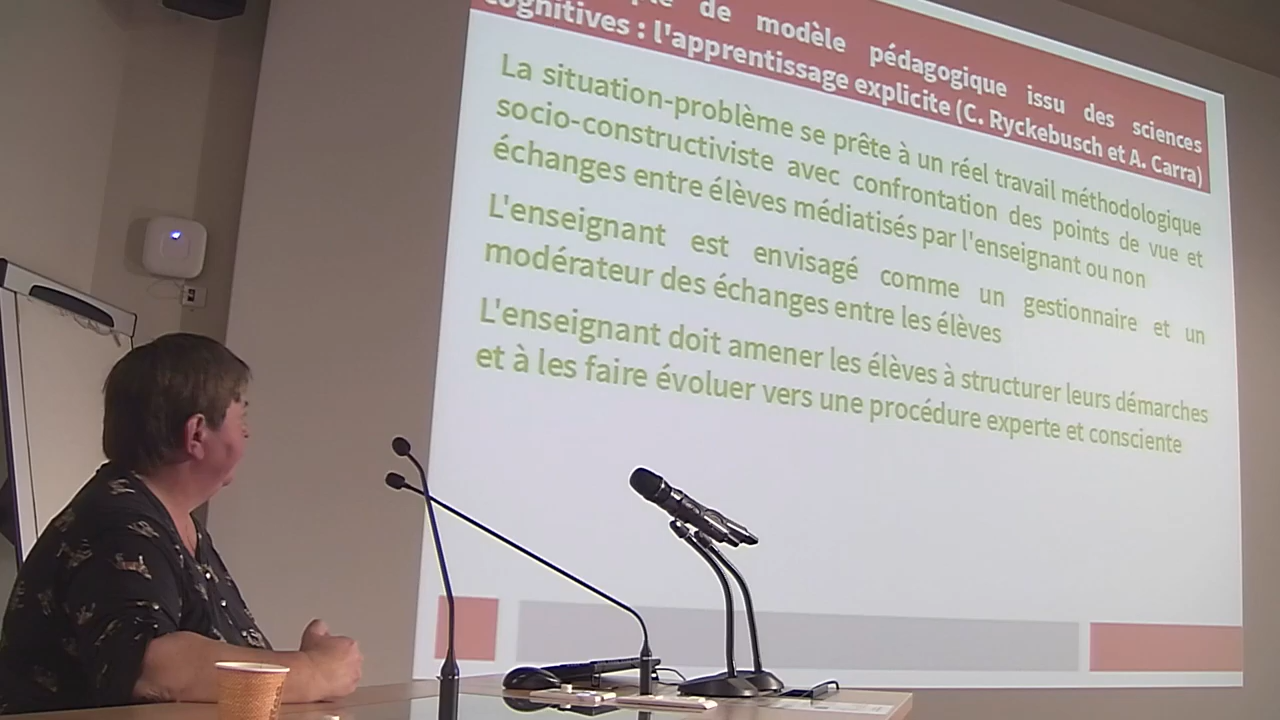 de modèle pédagogique issu des sciences
cognitives : l'apprentissage explicite (C. Ryckebusch et A. Carra)
La situation-problème se prête à un réel travail méthodologique
socio-constructiviste avec confrontation des points de vue et
échanges entre élèves médiatisés par l'enseignant ou non
L'enseignant est envisagé comme un gestionnaire et un
modérateur des échanges entre les élèves
L'enseignant doit amener les élèves à structurer leurs démarches
et à les faire évoluer vers une procédure experte et consciente